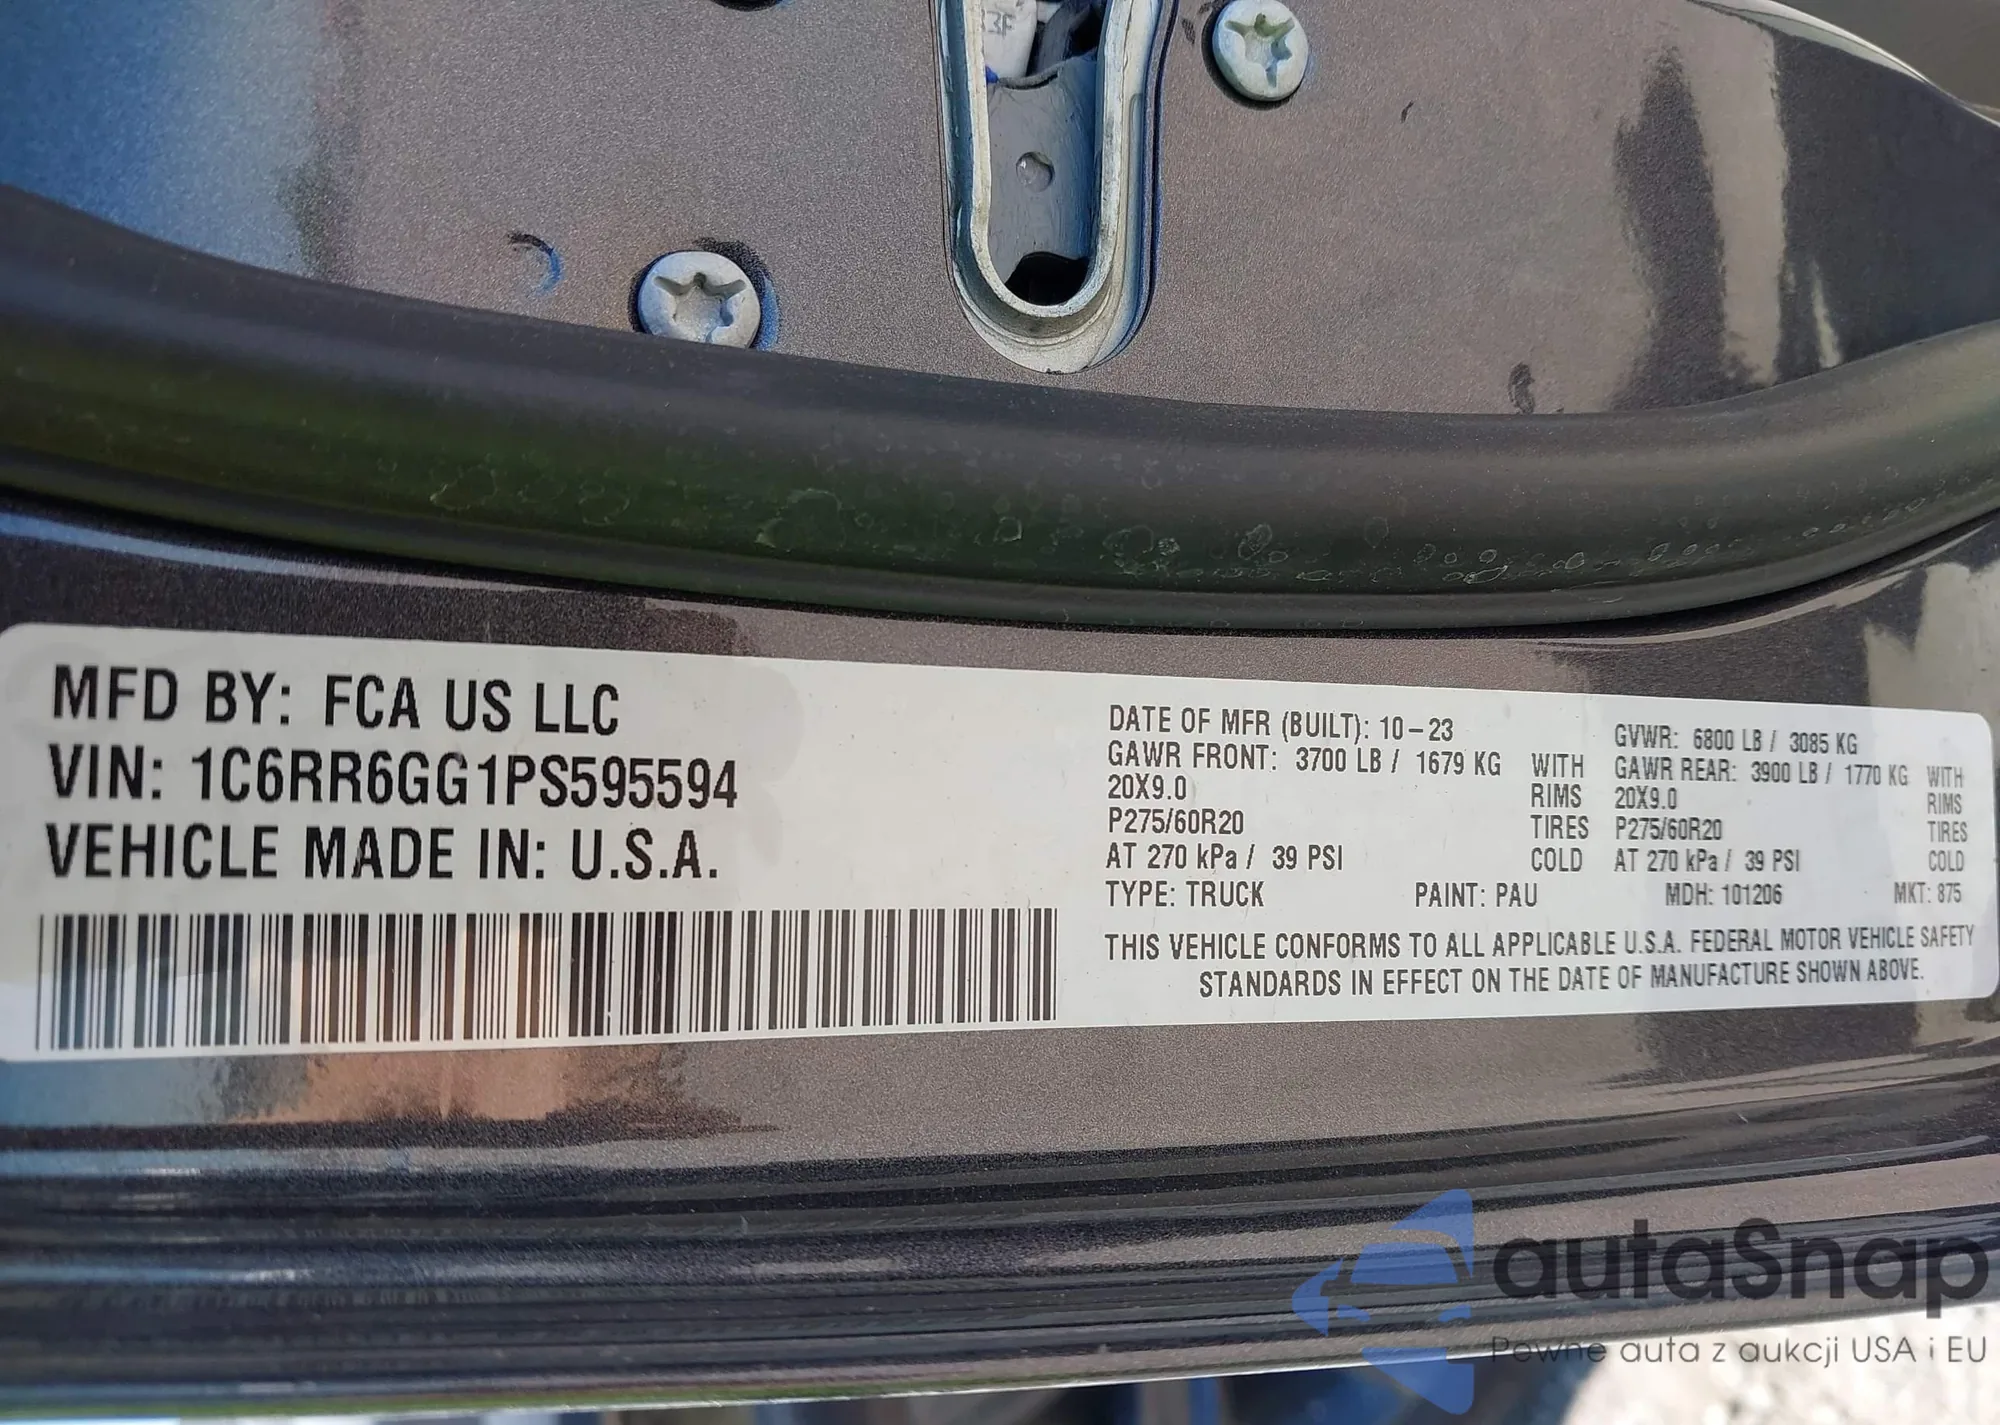 MFD BY: FCA US LLC
VIN: 1C6RR6GG1PS595594
VEHICLE MADE IN: U.S.A.
DATE OF MFR (BUILT): 10-23 GVWR: 6800 LB / 3085 KG
GAWR FRONT: 3700 LB / 1679 KG WITH GAWR REAR: 3900 LB / 1770 KG WITH
20X9.0 RIMS 20X9.0 RIMS
P275/60R20 TIRES P275/60R20 TIRES
AT 270 kPa / 39 PSI COLD AT 270 kPa / 39 PSI COLD
TYPE: TRUCK PAINT: PAU MDH: 101206 MKT: 875
THIS VEHICLE CONFORMS TO ALL APPLICABLE U.S.A. FEDERAL MOTOR VEHICLE SAFETY
STANDARDS IN EFFECT ON THE DATE OF MANUFACTURE SHOWN ABOVE.
autaSnap
Pewne auta z aukcji USA i EU